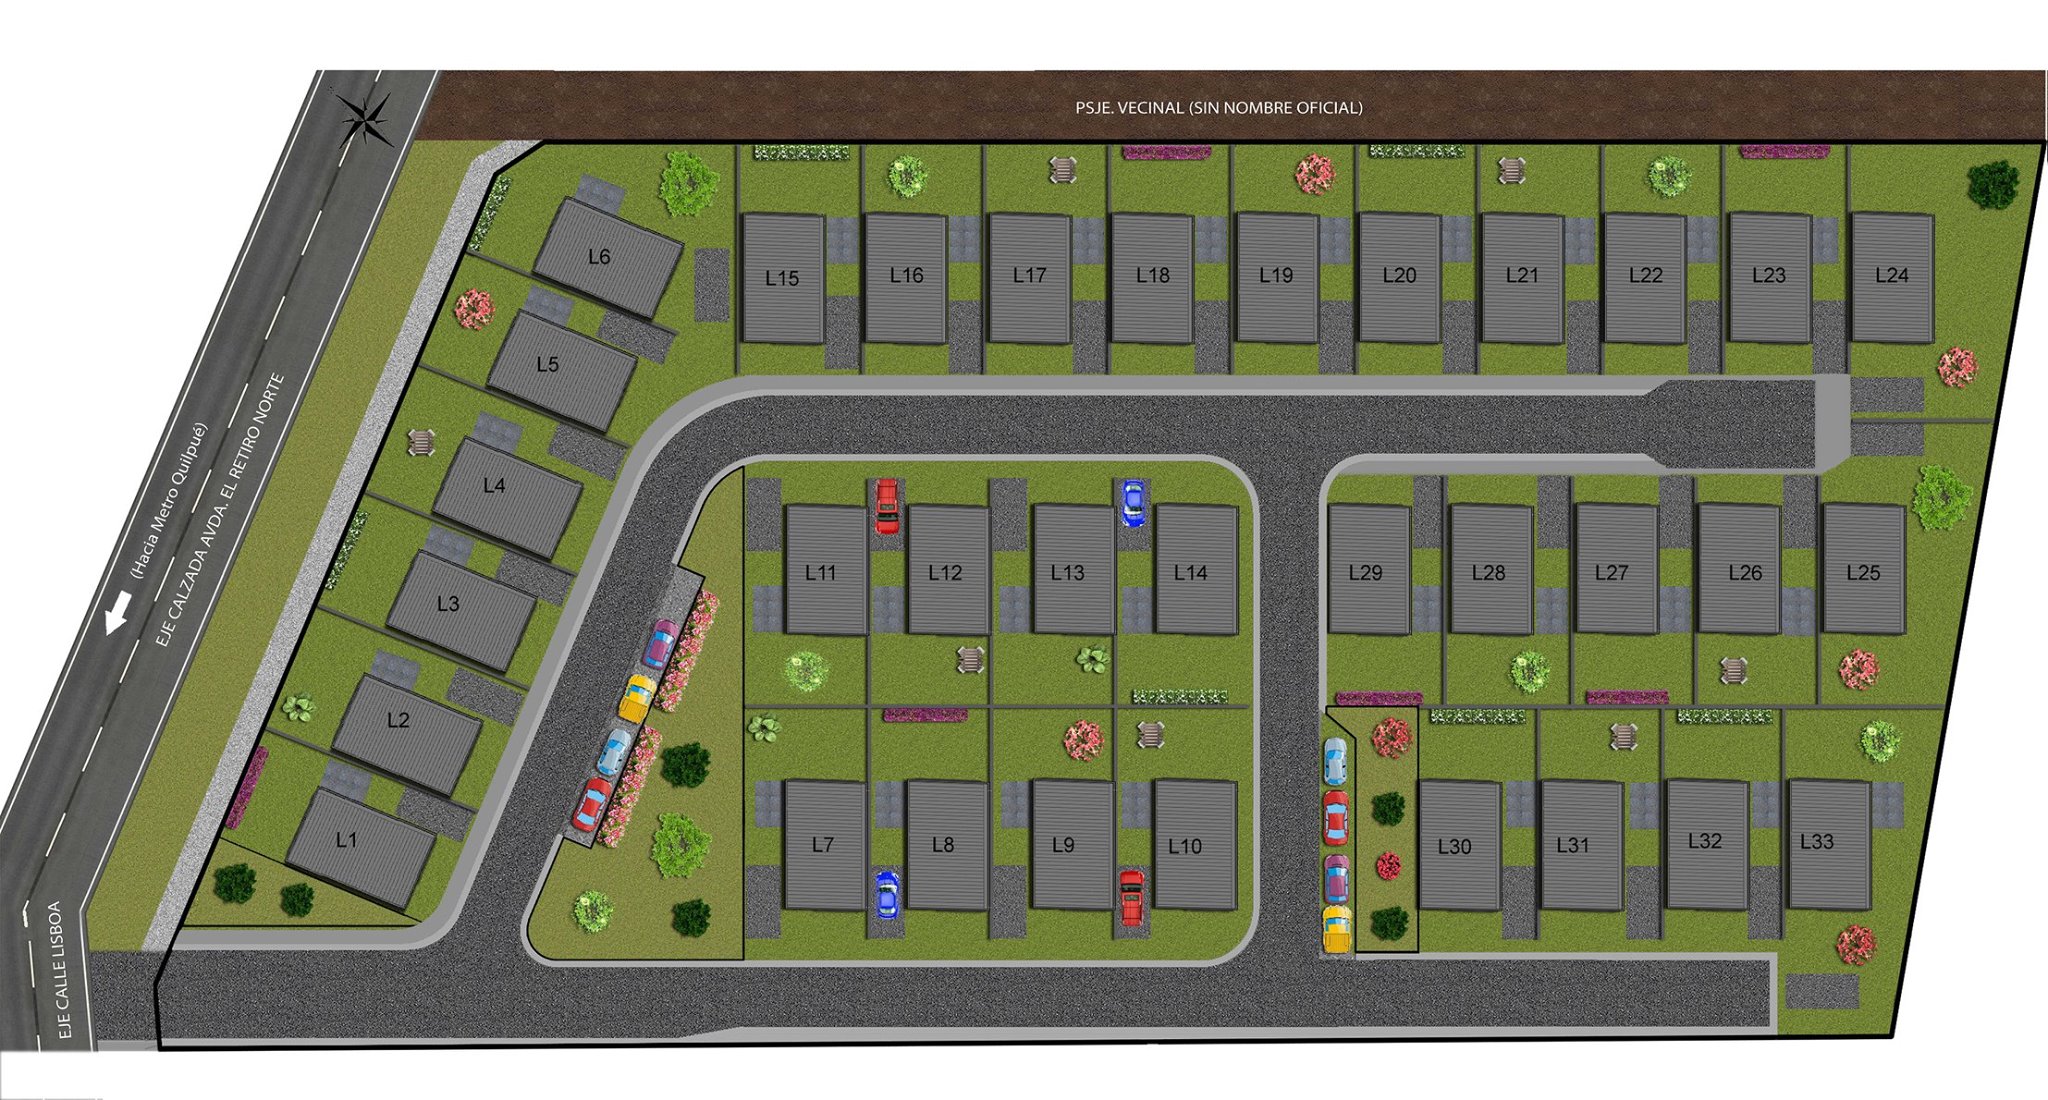 PSJE. VECINAL (SIN NOMBRE OFICIAL)
(Hacia Metro Quilpué)
EJE CALZADA AVDA. EL RETIRO NORTE
EJE CALLE LISBOA
L6
L5
L4
L3
L2
L1
L15
L16
L17
L18
L19
L20
L21
L22
L23
L24
L11
L12
L13
L14
L29
L28
L27
L26
L25
L7
L8
L9
L10
L30
L31
L32
L33